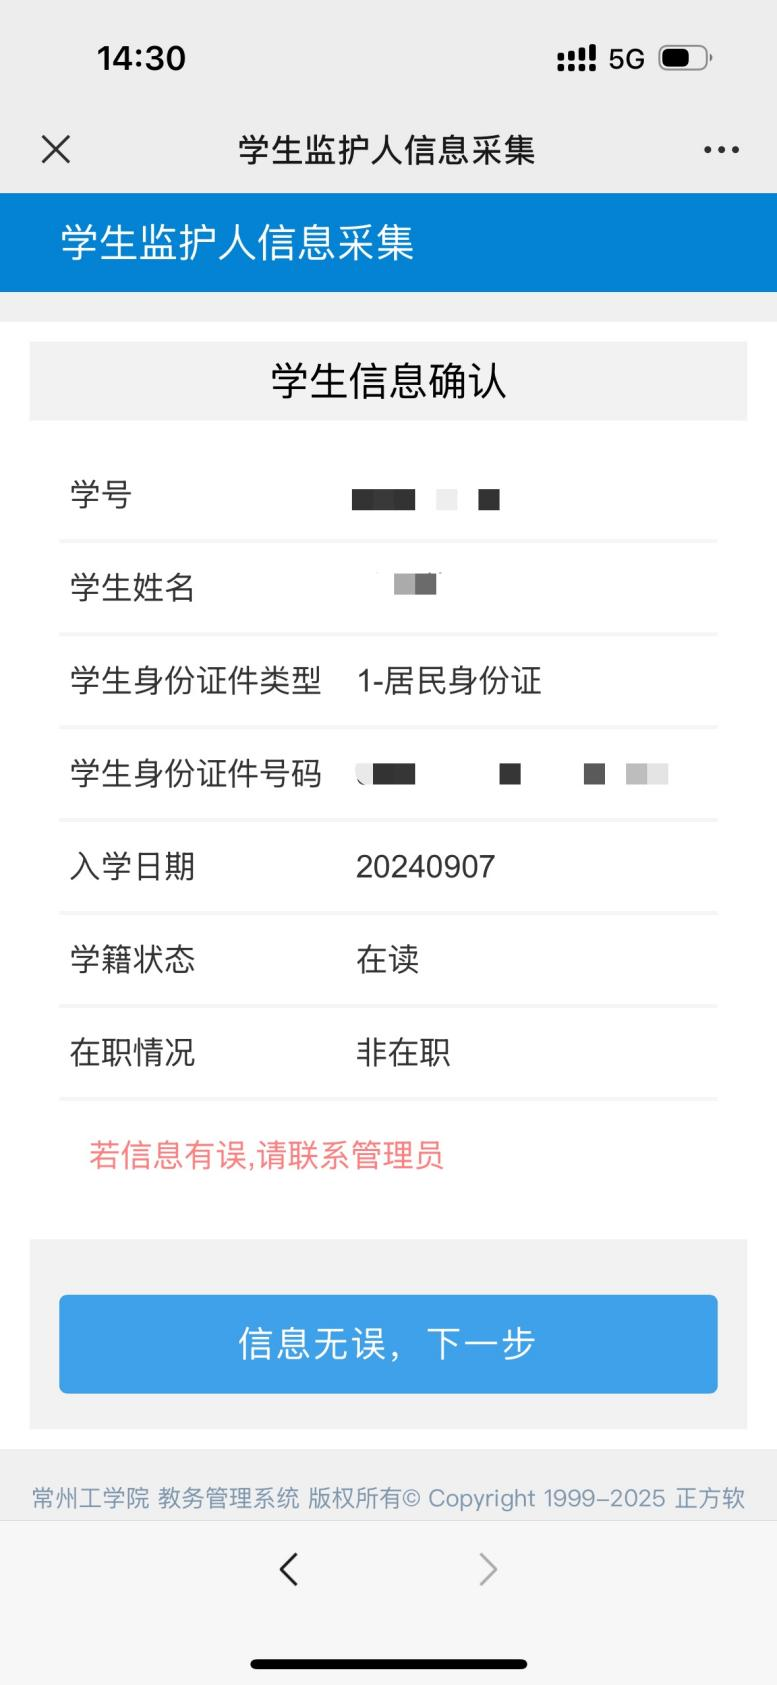 14:30
5G
学生监护人信息采集
学生监护人信息采集
学生信息确认
学号
学生姓名
学生身份证件类型 1-居民身份证
学生身份证件号码
入学日期 20240907
学籍状态 在读
在职情况 非在职
若信息有误,请联系管理员
信息无误，下一步
常州工学院 教务管理系统 版权所有© Copyright 1999-2025 正方软